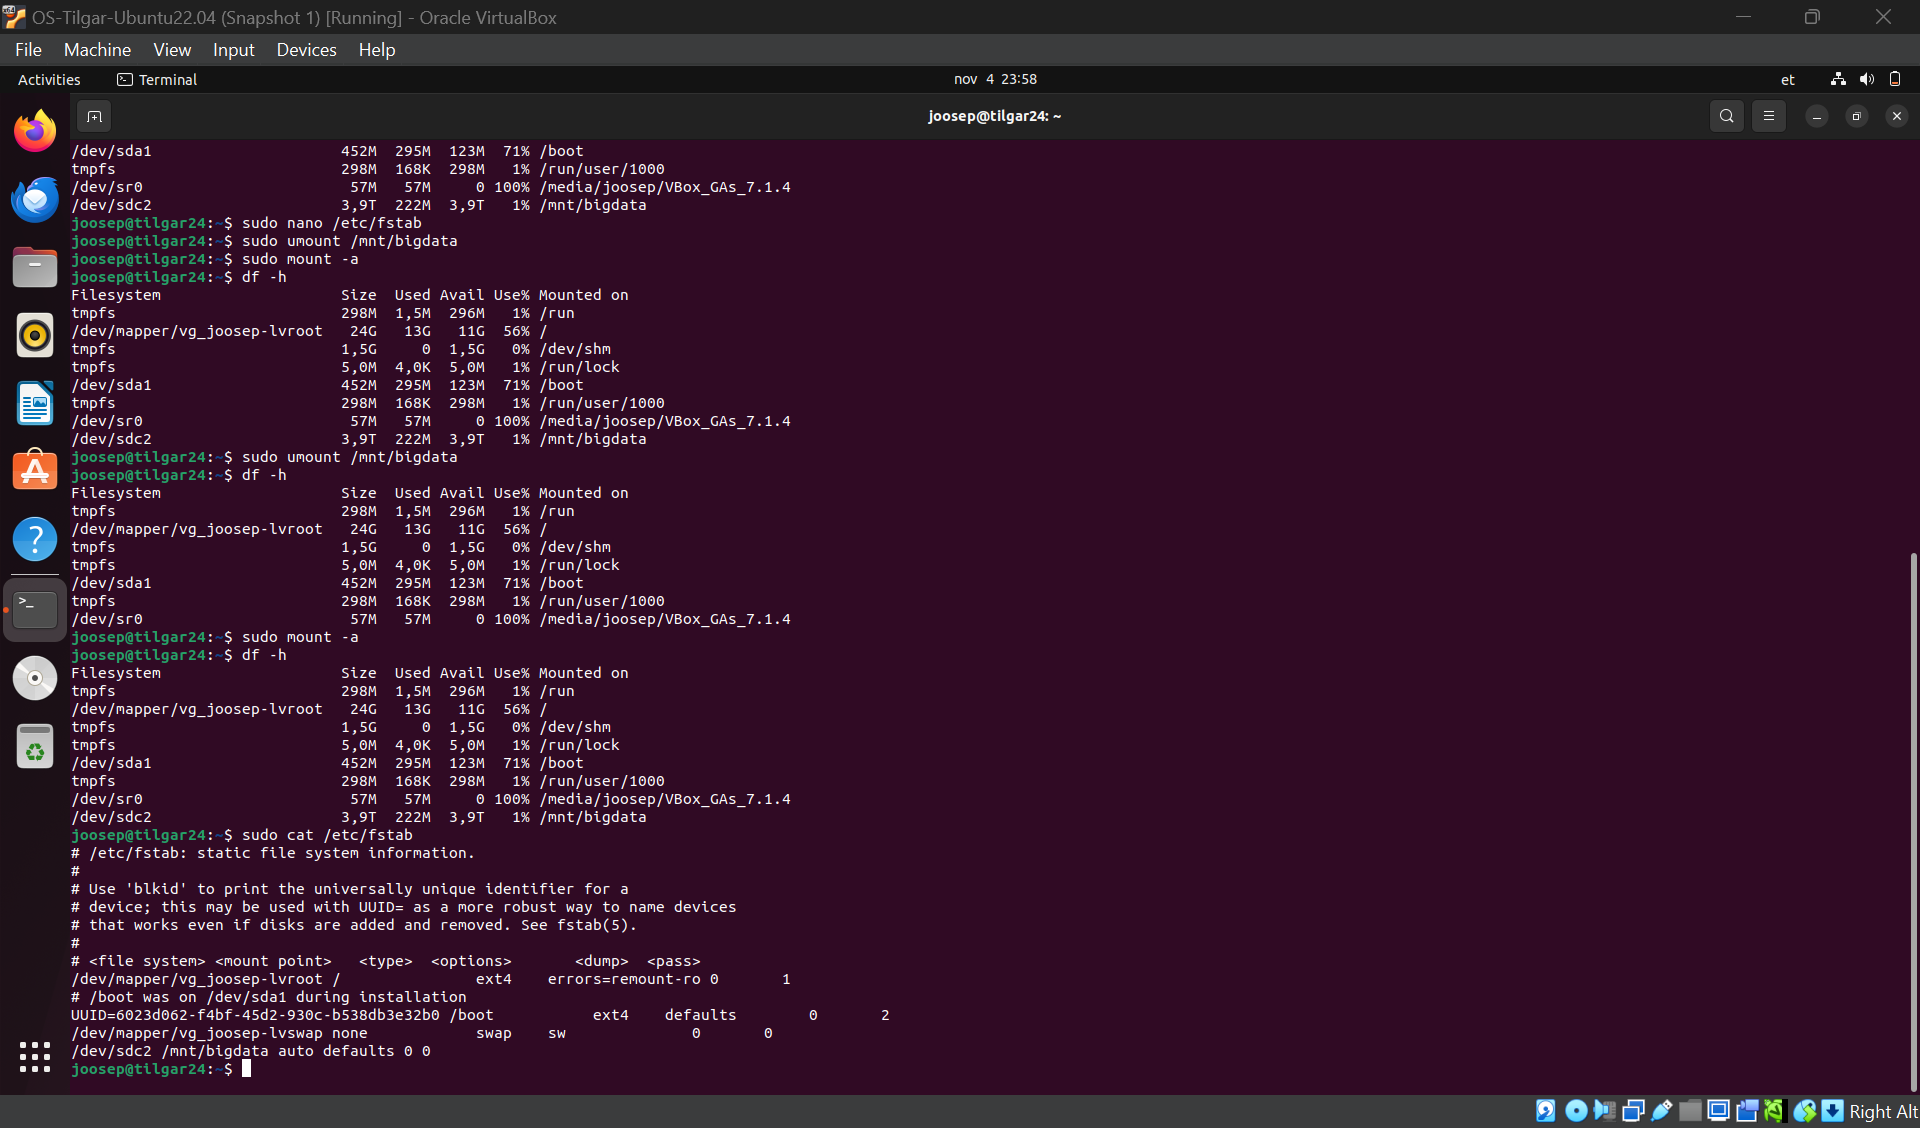 OS-Tilgar-Ubuntu22.04 (Snapshot 1) [Running] - Oracle VirtualBox
File Machine View Input Devices Help
Activities Terminal nov 4 23:58 et
joosep@tilgar24: ~
/dev/sda1 452M 295M 123M 71% /boot
tmpfs 298M 168K 298M 1% /run/user/1000
/dev/sr0 57M 57M 0 100% /media/joosep/VBox_GAs_7.1.4
/dev/sdc2 3,9T 222M 3,9T 1% /mnt/bigdata
joosep@tilgar24:~$ sudo nano /etc/fstab
joosep@tilgar24:~$ sudo umount /mnt/bigdata
joosep@tilgar24:~$ sudo mount -a
joosep@tilgar24:~$ df -h
Filesystem Size Used Avail Use% Mounted on
tmpfs 298M 1,5M 296M 1% /run
/dev/mapper/vg_joosep-lvroot 24G 13G 11G 56% /
tmpfs 1,5G 0 1,5G 0% /dev/shm
tmpfs 5,0M 4,0K 5,0M 1% /run/lock
/dev/sda1 452M 295M 123M 71% /boot
tmpfs 298M 168K 298M 1% /run/user/1000
/dev/sr0 57M 57M 0 100% /media/joosep/VBox_GAs_7.1.4
/dev/sdc2 3,9T 222M 3,9T 1% /mnt/bigdata
joosep@tilgar24:~$ sudo umount /mnt/bigdata
joosep@tilgar24:~$ df -h
Filesystem Size Used Avail Use% Mounted on
tmpfs 298M 1,5M 296M 1% /run
/dev/mapper/vg_joosep-lvroot 24G 13G 11G 56% /
tmpfs 1,5G 0 1,5G 0% /dev/shm
tmpfs 5,0M 4,0K 5,0M 1% /run/lock
/dev/sda1 452M 295M 123M 71% /boot
tmpfs 298M 168K 298M 1% /run/user/1000
/dev/sr0 57M 57M 0 100% /media/joosep/VBox_GAs_7.1.4
joosep@tilgar24:~$ sudo mount -a
joosep@tilgar24:~$ df -h
Filesystem Size Used Avail Use% Mounted on
tmpfs 298M 1,5M 296M 1% /run
/dev/mapper/vg_joosep-lvroot 24G 13G 11G 56% /
tmpfs 1,5G 0 1,5G 0% /dev/shm
tmpfs 5,0M 4,0K 5,0M 1% /run/lock
/dev/sda1 452M 295M 123M 71% /boot
tmpfs 298M 168K 298M 1% /run/user/1000
/dev/sr0 57M 57M 0 100% /media/joosep/VBox_GAs_7.1.4
/dev/sdc2 3,9T 222M 3,9T 1% /mnt/bigdata
joosep@tilgar24:~$ sudo cat /etc/fstab
# /etc/fstab: static file system information.
#
# Use 'blkid' to print the universally unique identifier for a
# device; this may be used with UUID= as a more robust way to name devices
# that works even if disks are added and removed. See fstab(5).
#
# <file system> <mount point> <type> <options> <dump> <pass>
/dev/mapper/vg_joosep-lvroot / ext4 errors=remount-ro 0 1
# /boot was on /dev/sda1 during installation
UUID=6023d062-f4bf-45d2-930c-b538db3e32b0 /boot ext4 defaults 0 2
/dev/mapper/vg_joosep-lvswap none swap sw 0 0
/dev/sdc2 /mnt/bigdata auto defaults 0 0
joosep@tilgar24:~$
Right Alt